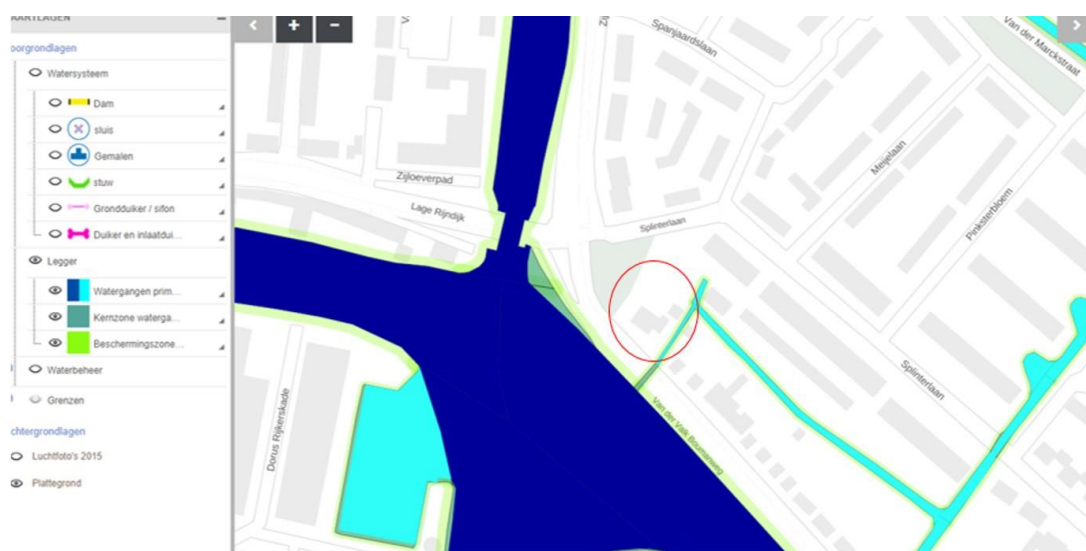 oorgrondlagen
Watersysteem
Dam
sluis
Gemalen
stuw
Grondduiker / sifon
Duiker en inlaatdui...
Legger
Watergangen prim...
Kernzone waterga...
Beschermingszone...
Waterbeheer
Grenzen
chtergrondlagen
Luchtfoto's 2015
Plattegrond
Spanjaardslaan
Van der Marckstraat
Zijloeverpad
Lage Rijndijk
Meijelaan
Splinterlaan
Pinksterbloem
Splinterlaan
Dorus Rijkerskade
Van der Valk Boumanweg